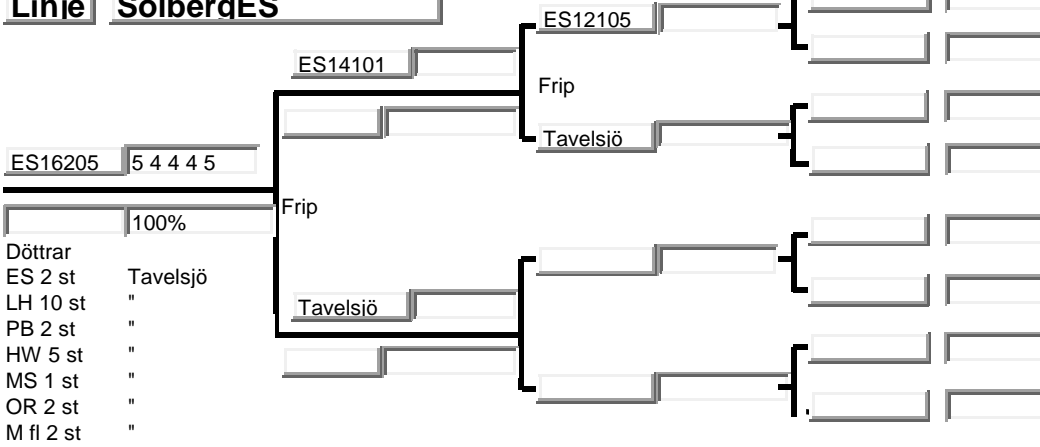 Linje SolbergES
ES12105
ES14101
Frip
Tavelsjö
ES16205 5 4 4 4 5
Frip
100%
Döttrar
ES 2 st Tavelsjö
LH 10 st "
Tavelsjö
PB 2 st "
HW 5 st "
MS 1 st "
OR 2 st "
M fl 2 st "